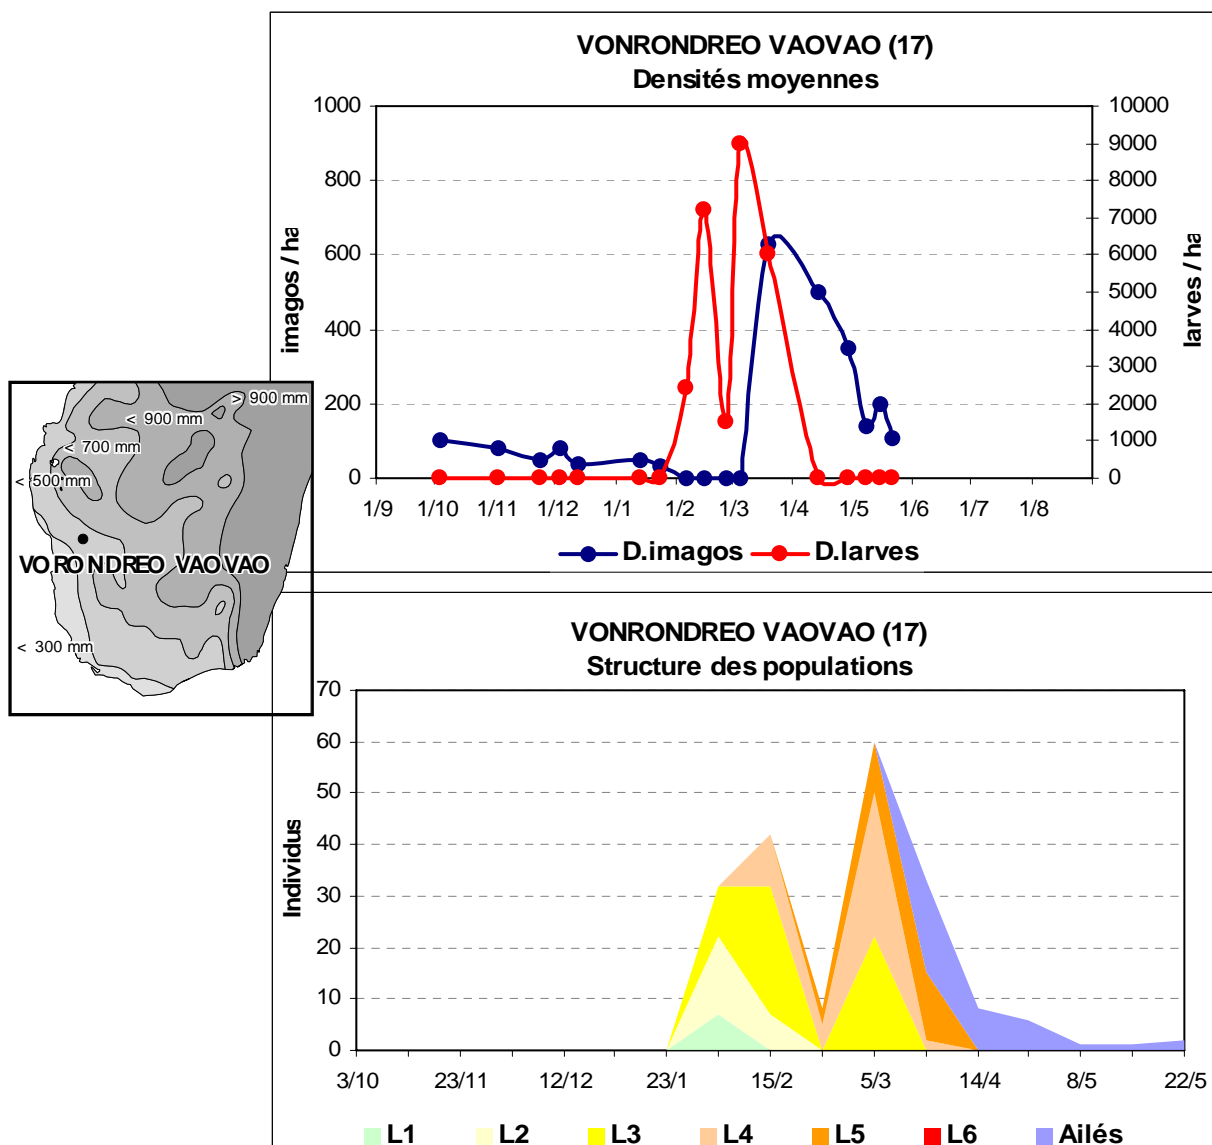 VONRONDREO VAOVAO (17)
Densités moyennes
imagos / ha
larves / ha
1000
800
600
400
200
0
10000
9000
8000
7000
6000
5000
4000
3000
2000
1000
0
1/9 1/10 1/11 1/12 1/1 1/2 1/3 1/4 1/5 1/6 1/7 1/8
D.imagos D.larves
> 900 mm
< 900 mm
< 700 mm
< 500 mm
VORONDREO VAOVAO
< 300 mm
VONRONDREO VAOVAO (17)
Structure des populations
Individus
70
60
50
40
30
20
10
0
3/10 23/11 12/12 23/1 15/2 5/3 14/4 8/5 22/5
L1 L2 L3 L4 L5 L6 Ailés